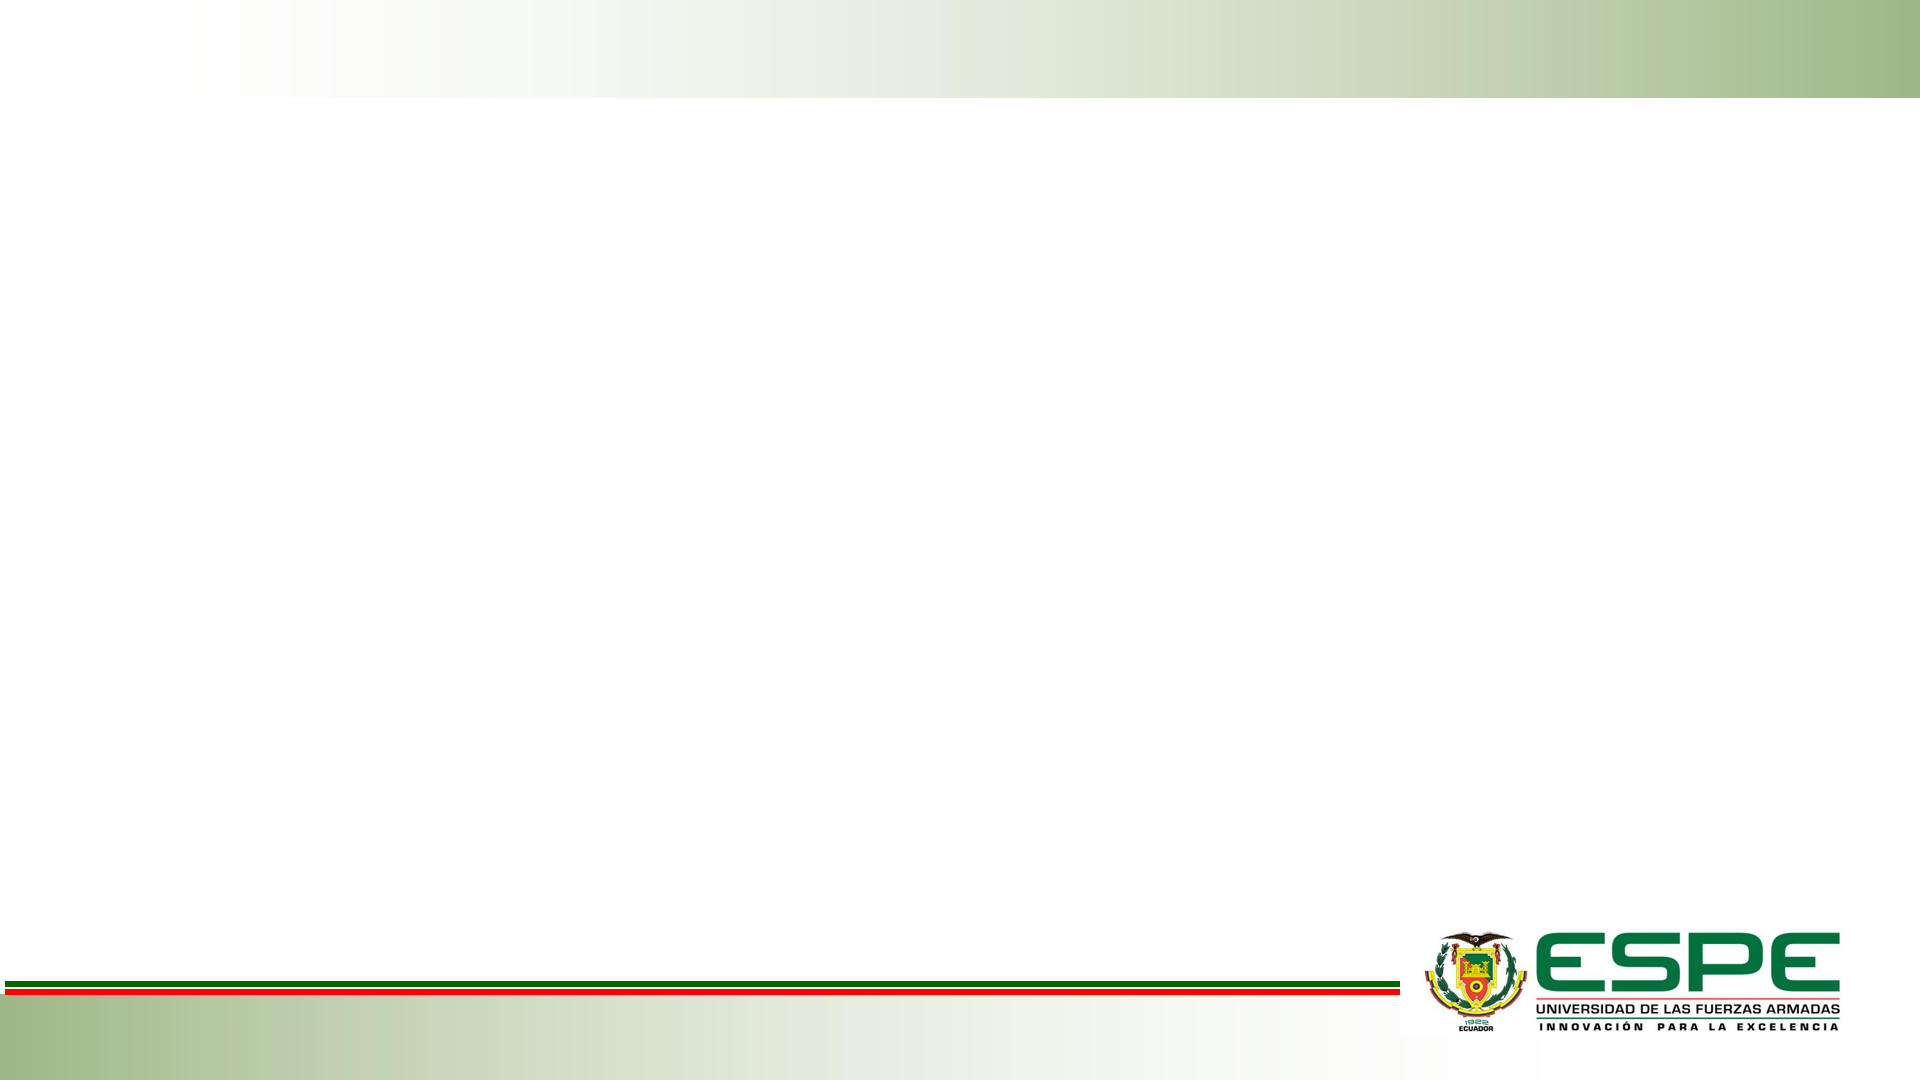 ESPE
UNIVERSIDAD DE LAS FUERZAS ARMADAS
INNOVACIÓN PARA LA EXCELENCIA
1922
ECUADOR